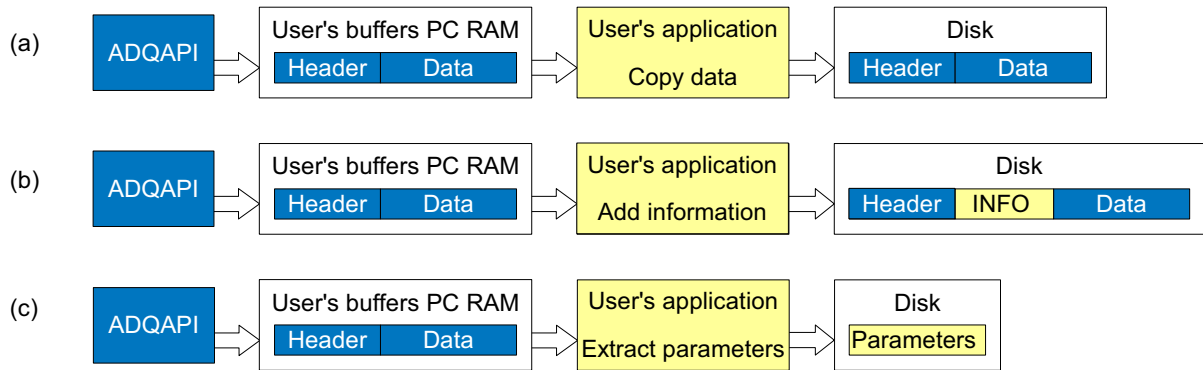 (a)
ADQAPI
User's buffers PC RAM
Header Data
User's application
Copy data
Disk
Header Data
(b)
ADQAPI
User's buffers PC RAM
Header Data
User's application
Add information
Disk
Header INFO Data
(c)
ADQAPI
User's buffers PC RAM
Header Data
User's application
Extract parameters
Disk
Parameters